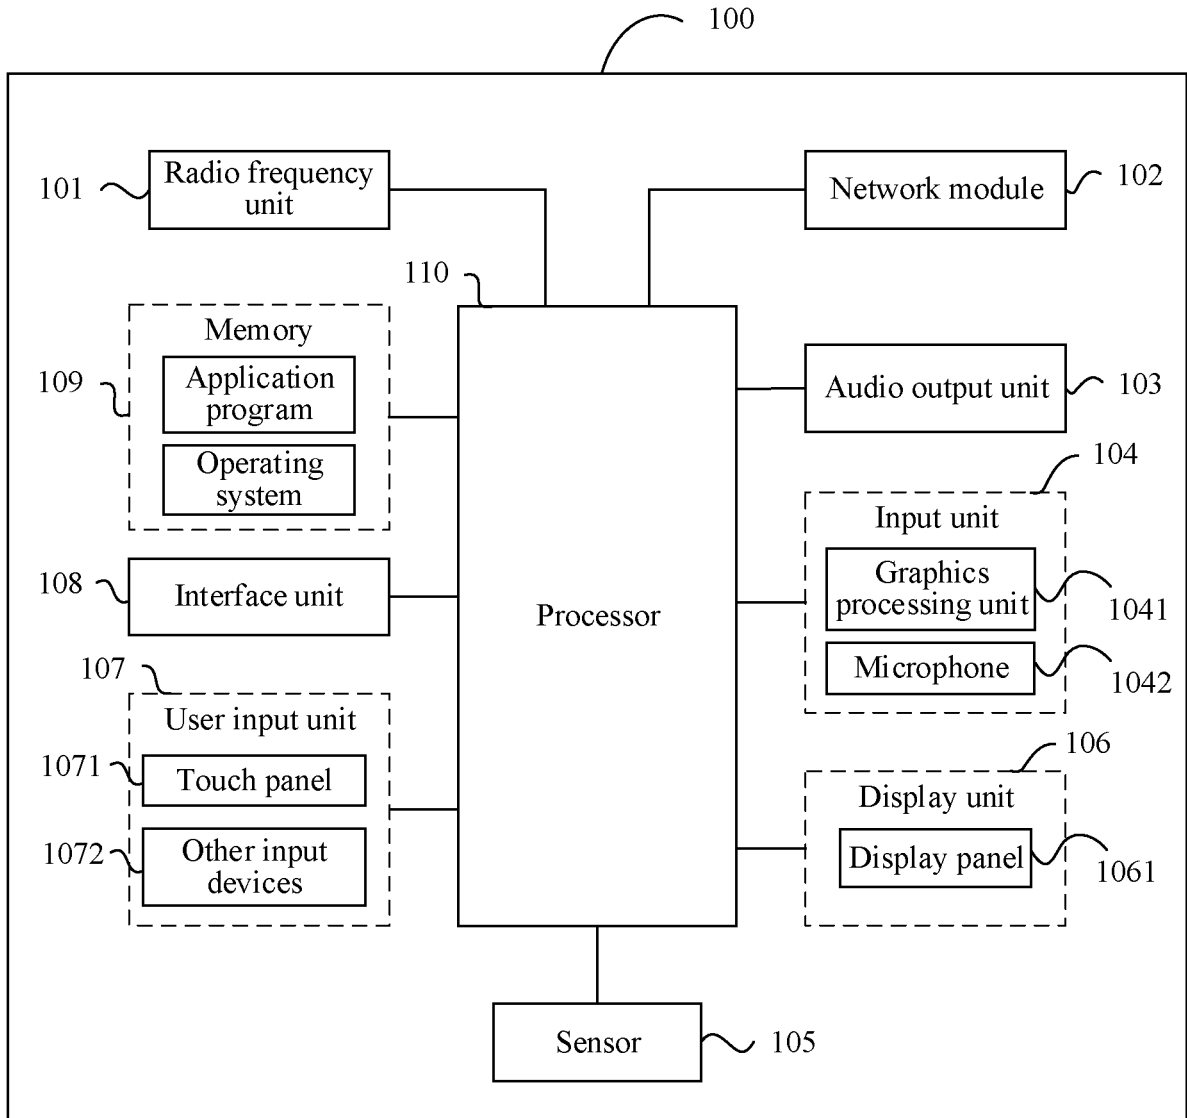 100
101
Radio frequency
unit
Network module
102
110
109
Memory
Application
program
Operating
system
Audio output unit
103
104
Input unit
Graphics
processing unit
1041
Microphone
1042
108
Interface unit
Processor
107
User input unit
1071
Touch panel
1072
Other input
devices
106
Display unit
Display panel
1061
Sensor
105